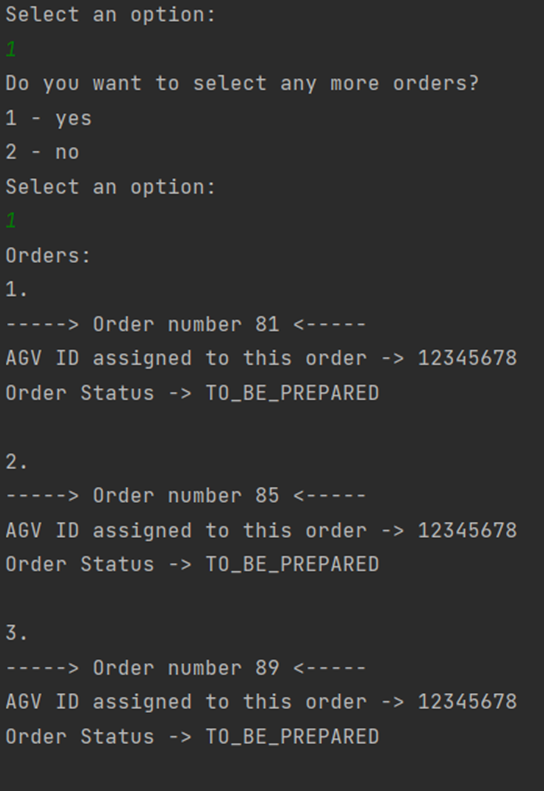 Select an option:
1
Do you want to select any more orders?
1 - yes
2 - no
Select an option:
1
Orders:
1.
-----> Order number 81 <-----
AGV ID assigned to this order -> 12345678
Order Status -> TO_BE_PREPARED
2.
-----> Order number 85 <-----
AGV ID assigned to this order -> 12345678
Order Status -> TO_BE_PREPARED
3.
-----> Order number 89 <-----
AGV ID assigned to this order -> 12345678
Order Status -> TO_BE_PREPARED